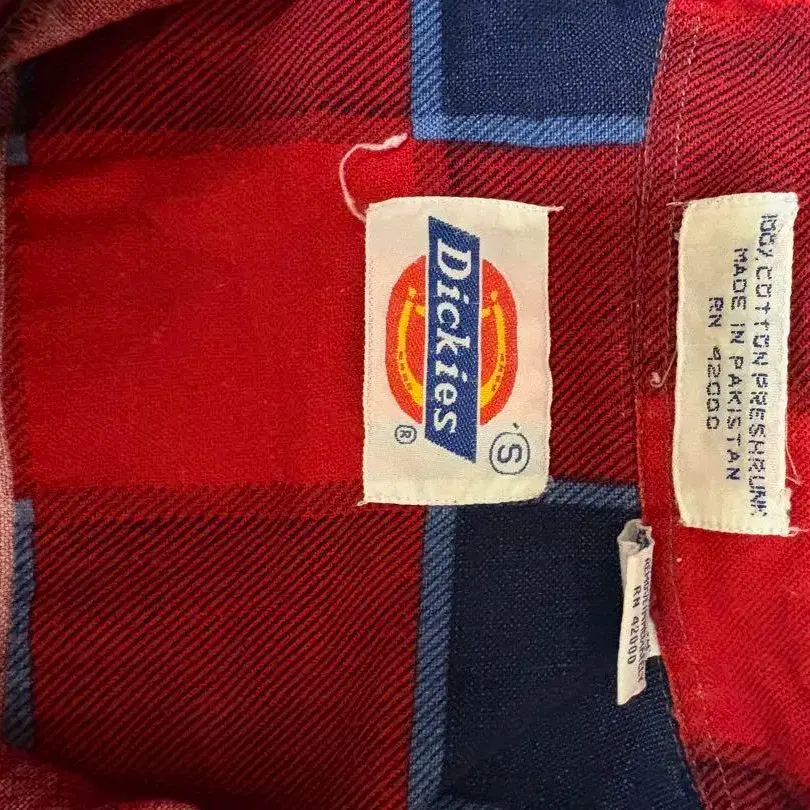 Dickies
®
S
100% COTTON PRESHRUNK
MADE IN PAKISTAN
RN 42000
RN 42000